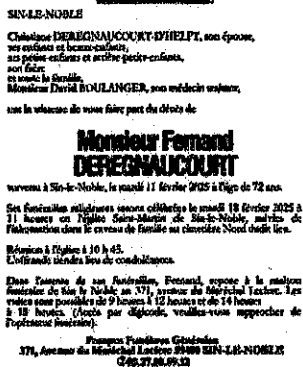 SIN-LE-NOBLE
Christiane DEREGNAUCOURT-D'HELPT, son épouse,
ses enfants et beaux-enfants,
ses petits-enfants et arrière-petits-enfants,
son frère
et toute la famille,
Monsieur David BOULANGER, son médecin traitant,
ont la tristesse de vous faire part du décès de
Monsieur Fernand
DEREGNAUCOURT
survenu à Sin-le-Noble, le mardi 11 février 2025 à l'âge de 72 ans.
Ses funérailles religieuses seront célébrées le mardi 18 février 2025 à
11 heures en l'église Saint-Martin de Sin-le-Noble, suivies de
l'inhumation dans le caveau de famille au cimetière Nord dudit lieu.
Réunion à l'église à 10 h 45.
L'offrande tiendra lieu de condoléances.
Dans l'attente de ses funérailles, Fernand, repose à la maison
funéraire de Sin le Noble au 371, avenue du Maréchal Leclerc. Les
visites sont possibles de 9 heures à 12 heures et de 14 heures
à 18 heures. (Accès par digicode, veuillez-vous rapprocher de
l'opérateur funéraire).
Pompes Funèbres Générales
371, Avenue du Maréchal Leclerc 59450 SIN-LE-NOBLE